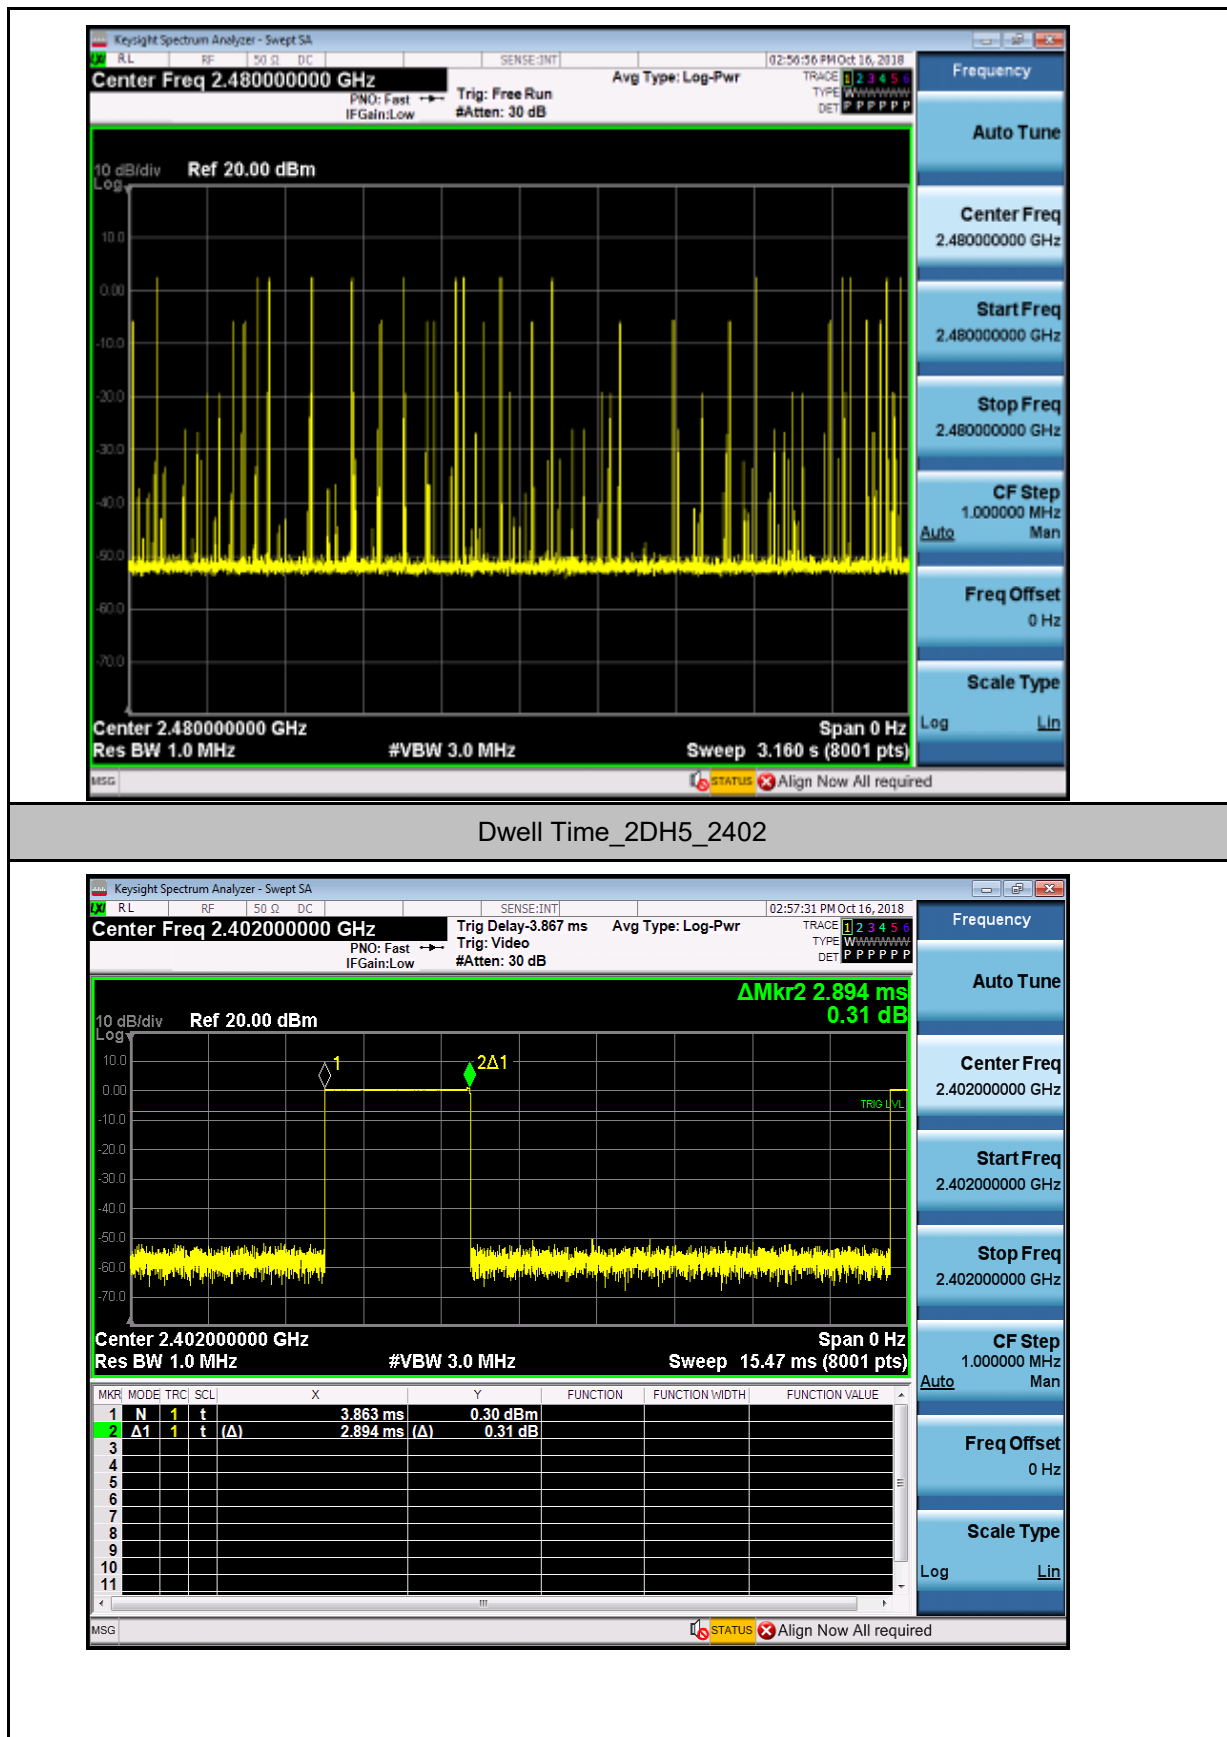 Keysight Spectrum Analyzer - Swept SA
LXI RL RF 50 Ω DC SENSE:INT 02:56:56 PM Oct 16, 2018
Center Freq 2.480000000 GHz
PNO: Fast
IFGain:Low
Trig: Free Run
#Atten: 30 dB
Avg Type: Log-Pwr
TRACE 1 2 3 4 5 6
TYPE WWWWWW
DET P P P P P P
10 dB/div
Log
Ref 20.00 dBm
10.0
0.00
-10.0
-20.0
-30.0
-40.0
-50.0
-60.0
-70.0
Center 2.480000000 GHz
Span 0 Hz
Res BW 1.0 MHz
#VBW 3.0 MHz
Sweep 3.160 s (8001 pts)
MSG
STATUS
Align Now All required
Frequency
Auto Tune
Center Freq
2.480000000 GHz
Start Freq
2.480000000 GHz
Stop Freq
2.480000000 GHz
CF Step
1.000000 MHz
Auto Man
Freq Offset
0 Hz
Scale Type
Log Lin
Dwell Time_2DH5_2402
Keysight Spectrum Analyzer - Swept SA
LXI RL RF 50 Ω DC SENSE:INT 02:57:31 PM Oct 16, 2018
Center Freq 2.402000000 GHz
PNO: Fast
IFGain:Low
Trig Delay-3.867 ms
Trig: Video
#Atten: 30 dB
Avg Type: Log-Pwr
TRACE 1 2 3 4 5 6
TYPE WWWWWW
DET P P P P P P
ΔMkr2 2.894 ms
0.31 dB
10 dB/div
Log
Ref 20.00 dBm
10.0
0.00
-10.0
-20.0
-30.0
-40.0
-50.0
-60.0
-70.0
1
2Δ1
TRIG LVL
Center 2.402000000 GHz
Span 0 Hz
Res BW 1.0 MHz
#VBW 3.0 MHz
Sweep 15.47 ms (8001 pts)
MKR MODE TRC SCL X Y FUNCTION FUNCTION WIDTH FUNCTION VALUE
1 N 1 t 3.863 ms 0.30 dBm
2 Δ1 1 t (Δ) 2.894 ms (Δ) 0.31 dB
3
4
5
6
7
8
9
10
11
MSG
STATUS
Align Now All required
Frequency
Auto Tune
Center Freq
2.402000000 GHz
Start Freq
2.402000000 GHz
Stop Freq
2.402000000 GHz
CF Step
1.000000 MHz
Auto Man
Freq Offset
0 Hz
Scale Type
Log Lin